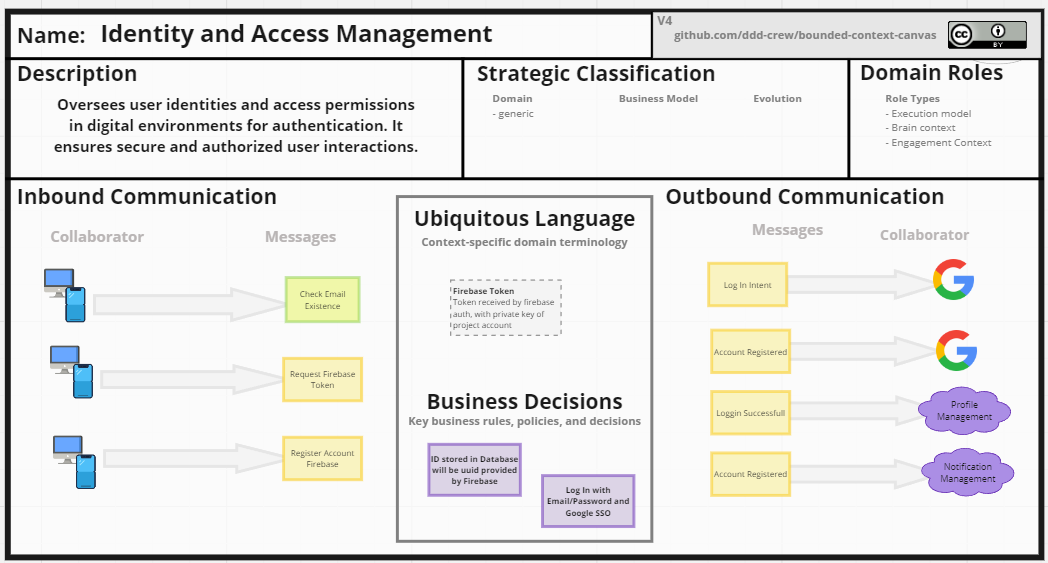 Name: Identity and Access Management
V4
github.com/ddd-crew/bounded-context-canvas
cc
BY
Description
Oversees user identities and access permissions
in digital environments for authentication. It
ensures secure and authorized user interactions.
Strategic Classification
Domain
- generic
Business Model
Evolution
Domain Roles
Role Types
- Execution model
- Brain context
- Engagement Context
Inbound Communication
Collaborator
Messages
Check Email
Existence
Request Firebase
Token
Register Account
Firebase
Ubiquitous Language
Context-specific domain terminology
Firebase Token
Token received by firebase
auth, with private key of
project account
Business Decisions
Key business rules, policies, and decisions
ID stored in Database
will be uuid provided
by Firebase
Log In with
Email/Password and
Google SSO
Outbound Communication
Messages
Collaborator
Log In Intent
Account Registered
Loggin Successfull
Profile
Management
Account Registered
Notification
Management